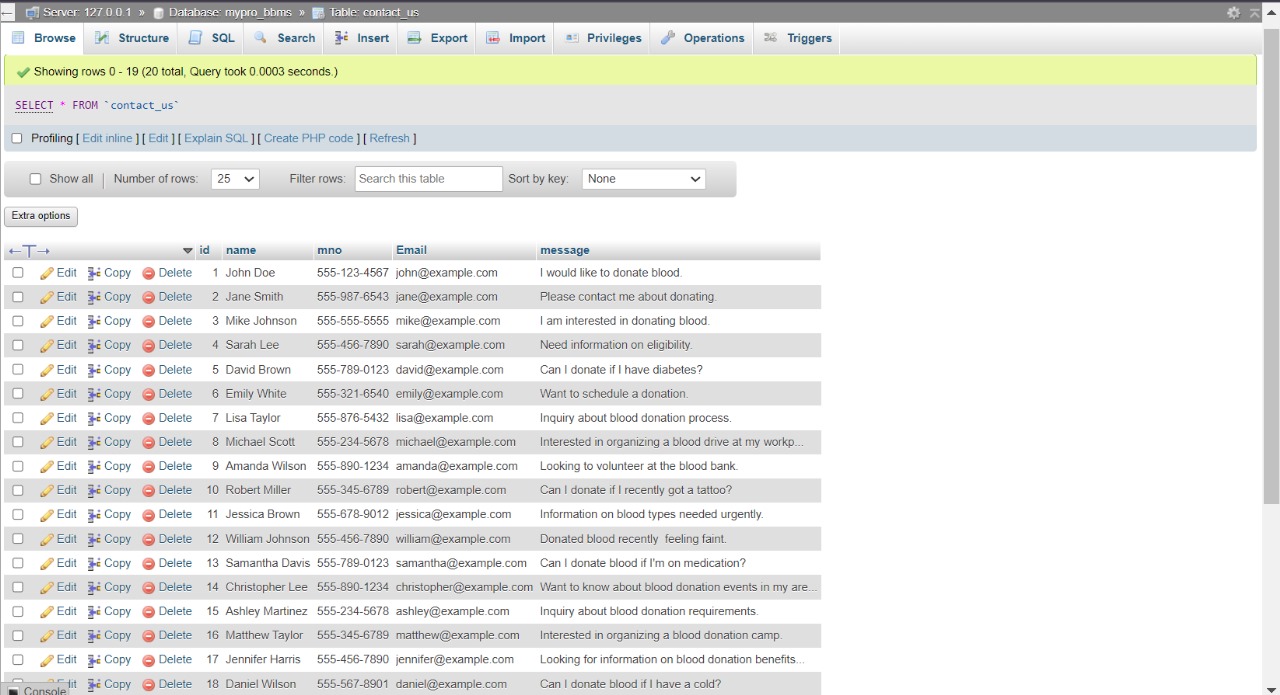 Server: 127.0.0.1 » Database: mypro_bbms » Table: contact_us
Browse Structure SQL Search Insert Export Import Privileges Operations Triggers
Showing rows 0 - 19 (20 total, Query took 0.0003 seconds.)
SELECT * FROM `contact_us`
Profiling [ Edit inline ] [ Edit ] [ Explain SQL ] [ Create PHP code ] [ Refresh ]
Show all | Number of rows: 25 Filter rows: Search this table Sort by key: None
Extra options
←T→ id name mno Email message
Edit Copy Delete 1 John Doe 555-123-4567 john@example.com I would like to donate blood.
Edit Copy Delete 2 Jane Smith 555-987-6543 jane@example.com Please contact me about donating.
Edit Copy Delete 3 Mike Johnson 555-555-5555 mike@example.com I am interested in donating blood.
Edit Copy Delete 4 Sarah Lee 555-456-7890 sarah@example.com Need information on eligibility.
Edit Copy Delete 5 David Brown 555-789-0123 david@example.com Can I donate if I have diabetes?
Edit Copy Delete 6 Emily White 555-321-6540 emily@example.com Want to schedule a donation.
Edit Copy Delete 7 Lisa Taylor 555-876-5432 lisa@example.com Inquiry about blood donation process.
Edit Copy Delete 8 Michael Scott 555-234-5678 michael@example.com Interested in organizing a blood drive at my workp...
Edit Copy Delete 9 Amanda Wilson 555-890-1234 amanda@example.com Looking to volunteer at the blood bank.
Edit Copy Delete 10 Robert Miller 555-345-6789 robert@example.com Can I donate if I recently got a tattoo?
Edit Copy Delete 11 Jessica Brown 555-678-9012 jessica@example.com Information on blood types needed urgently.
Edit Copy Delete 12 William Johnson 555-456-7890 william@example.com Donated blood recently  feeling faint.
Edit Copy Delete 13 Samantha Davis 555-789-0123 samantha@example.com Can I donate blood if I'm on medication?
Edit Copy Delete 14 Christopher Lee 555-890-1234 christopher@example.com Want to know about blood donation events in my are...
Edit Copy Delete 15 Ashley Martinez 555-234-5678 ashley@example.com Inquiry about blood donation requirements.
Edit Copy Delete 16 Matthew Taylor 555-345-6789 matthew@example.com Interested in organizing a blood donation camp.
Edit Copy Delete 17 Jennifer Harris 555-456-7890 jennifer@example.com Looking for information on blood donation benefits...
Copy Delete 18 Daniel Wilson 555-567-8901 daniel@example.com Can I donate blood if I have a cold?
Console